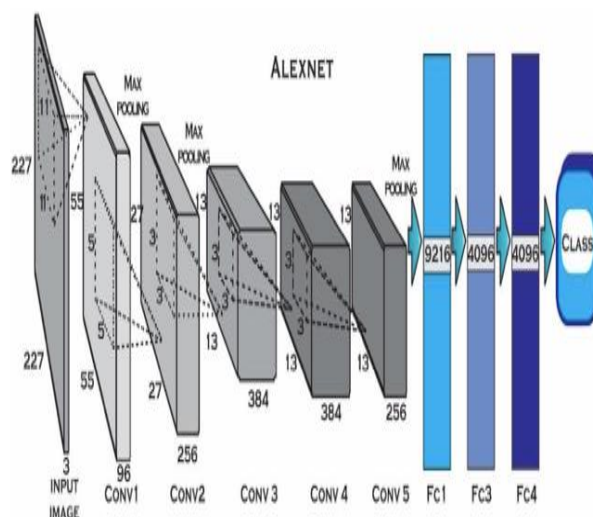 ALEXNET
MAX
POOLING
MAX
POOLING
MAX
POOLING
11
11
227
227
3
55
5
5
55
96
27
3
3
27
256
13
3
3
13
384
13
3
3
13
384
13
13
256
9216
4096
4096
CLASS
INPUT
IMAGE
CONV1
CONV2
CONV 3
CONV 4
CONV 5
FC1
FC3
FC4